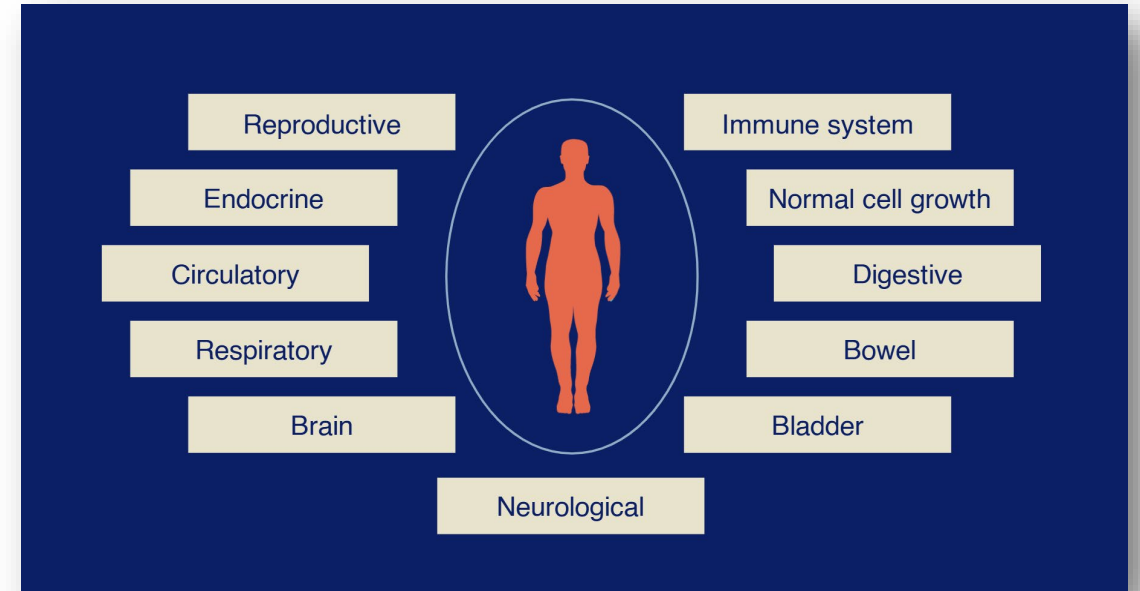 Reproductive
Immune system
Endocrine
Normal cell growth
Circulatory
Digestive
Respiratory
Bowel
Brain
Bladder
Neurological